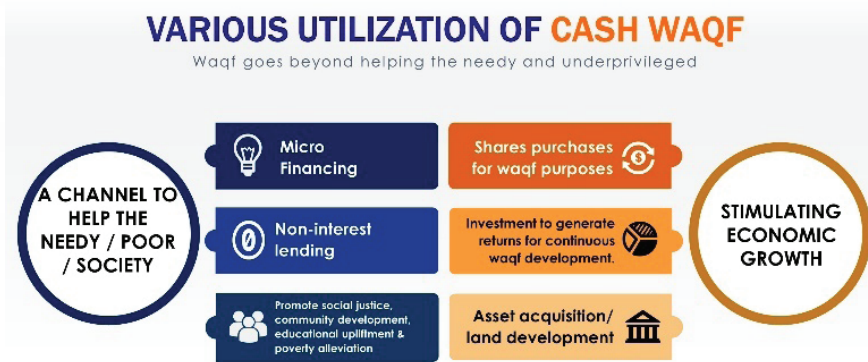 VARIOUS UTILIZATION OF CASH WAQF
Waqf goes beyond helping the needy and underprivileged
A CHANNEL TO
HELP THE
NEEDY / POOR
/ SOCIETY
Micro
Financing
0
Non-interest
lending
Promote social justice,
community development,
educational upliftment &
poverty alleviation
Shares purchases
for waqf purposes
$
Investment to generate
returns for continuous
waqf development.
Asset acquisition/
land development
STIMULATING
ECONOMIC
GROWTH